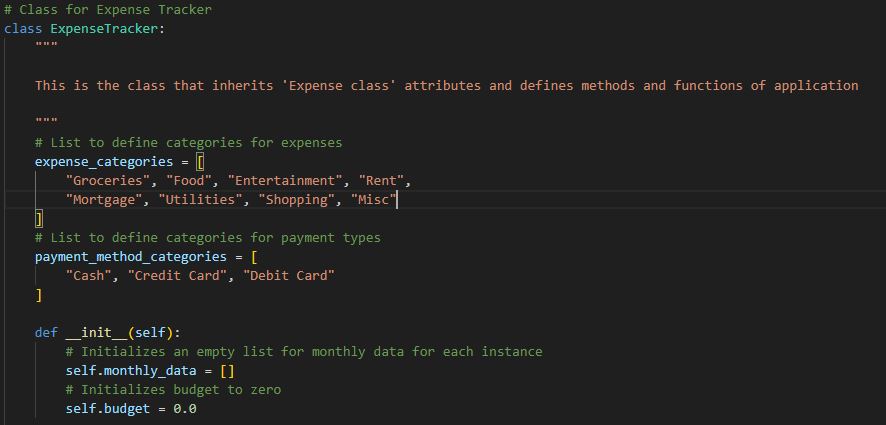 # Class for Expense Tracker
class ExpenseTracker:
"""
This is the class that inherits 'Expense class' attributes and defines methods and functions of application
"""
# List to define categories for expenses
expense_categories = [
"Groceries", "Food", "Entertainment", "Rent",
"Mortgage", "Utilities", "Shopping", "Misc"
]
# List to define categories for payment types
payment_method_categories = [
"Cash", "Credit Card", "Debit Card"
]
def __init__(self):
# Initializes an empty list for monthly data for each instance
self.monthly_data = []
# Initializes budget to zero
self.budget = 0.0